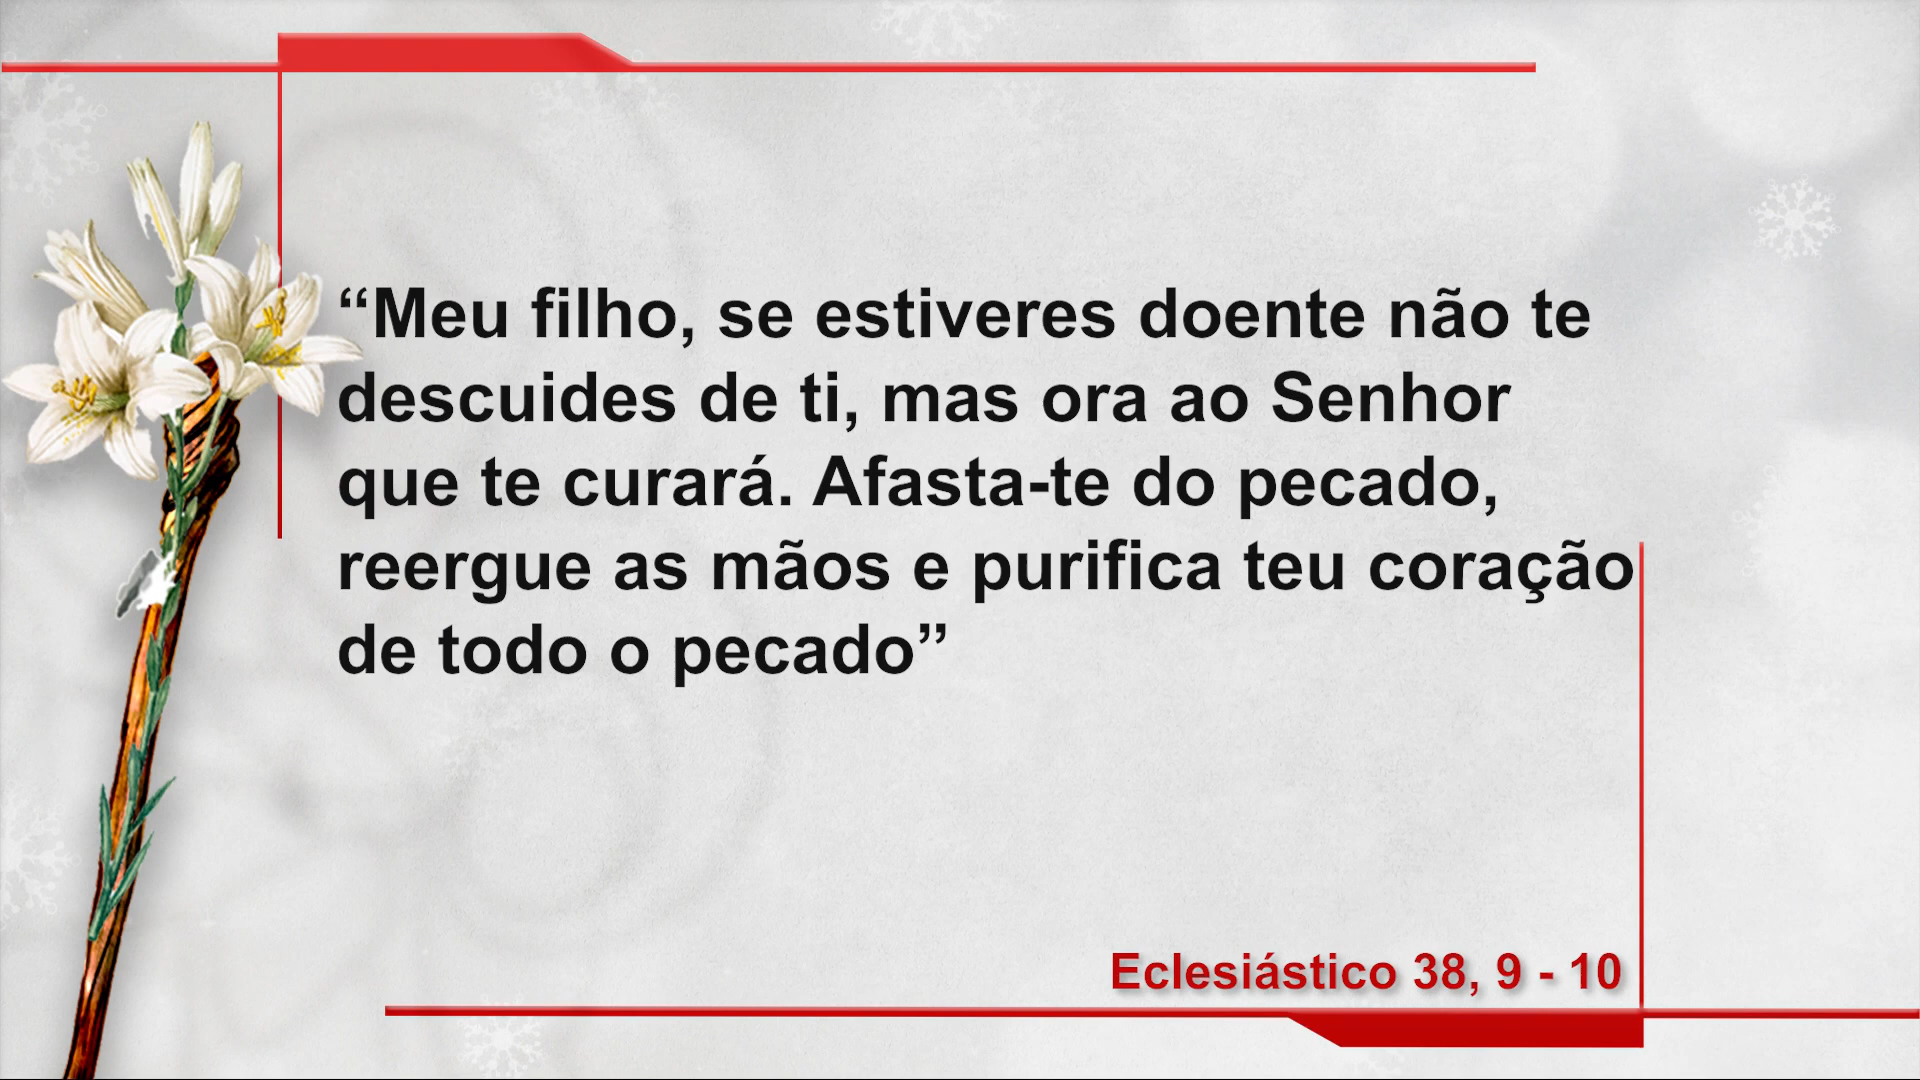 “Meu filho, se estiveres doente não te
descuides de ti, mas ora ao Senhor
que te curará. Afasta-te do pecado,
reergue as mãos e purifica teu coração
de todo o pecado”
Eclesiástico 38, 9 - 10